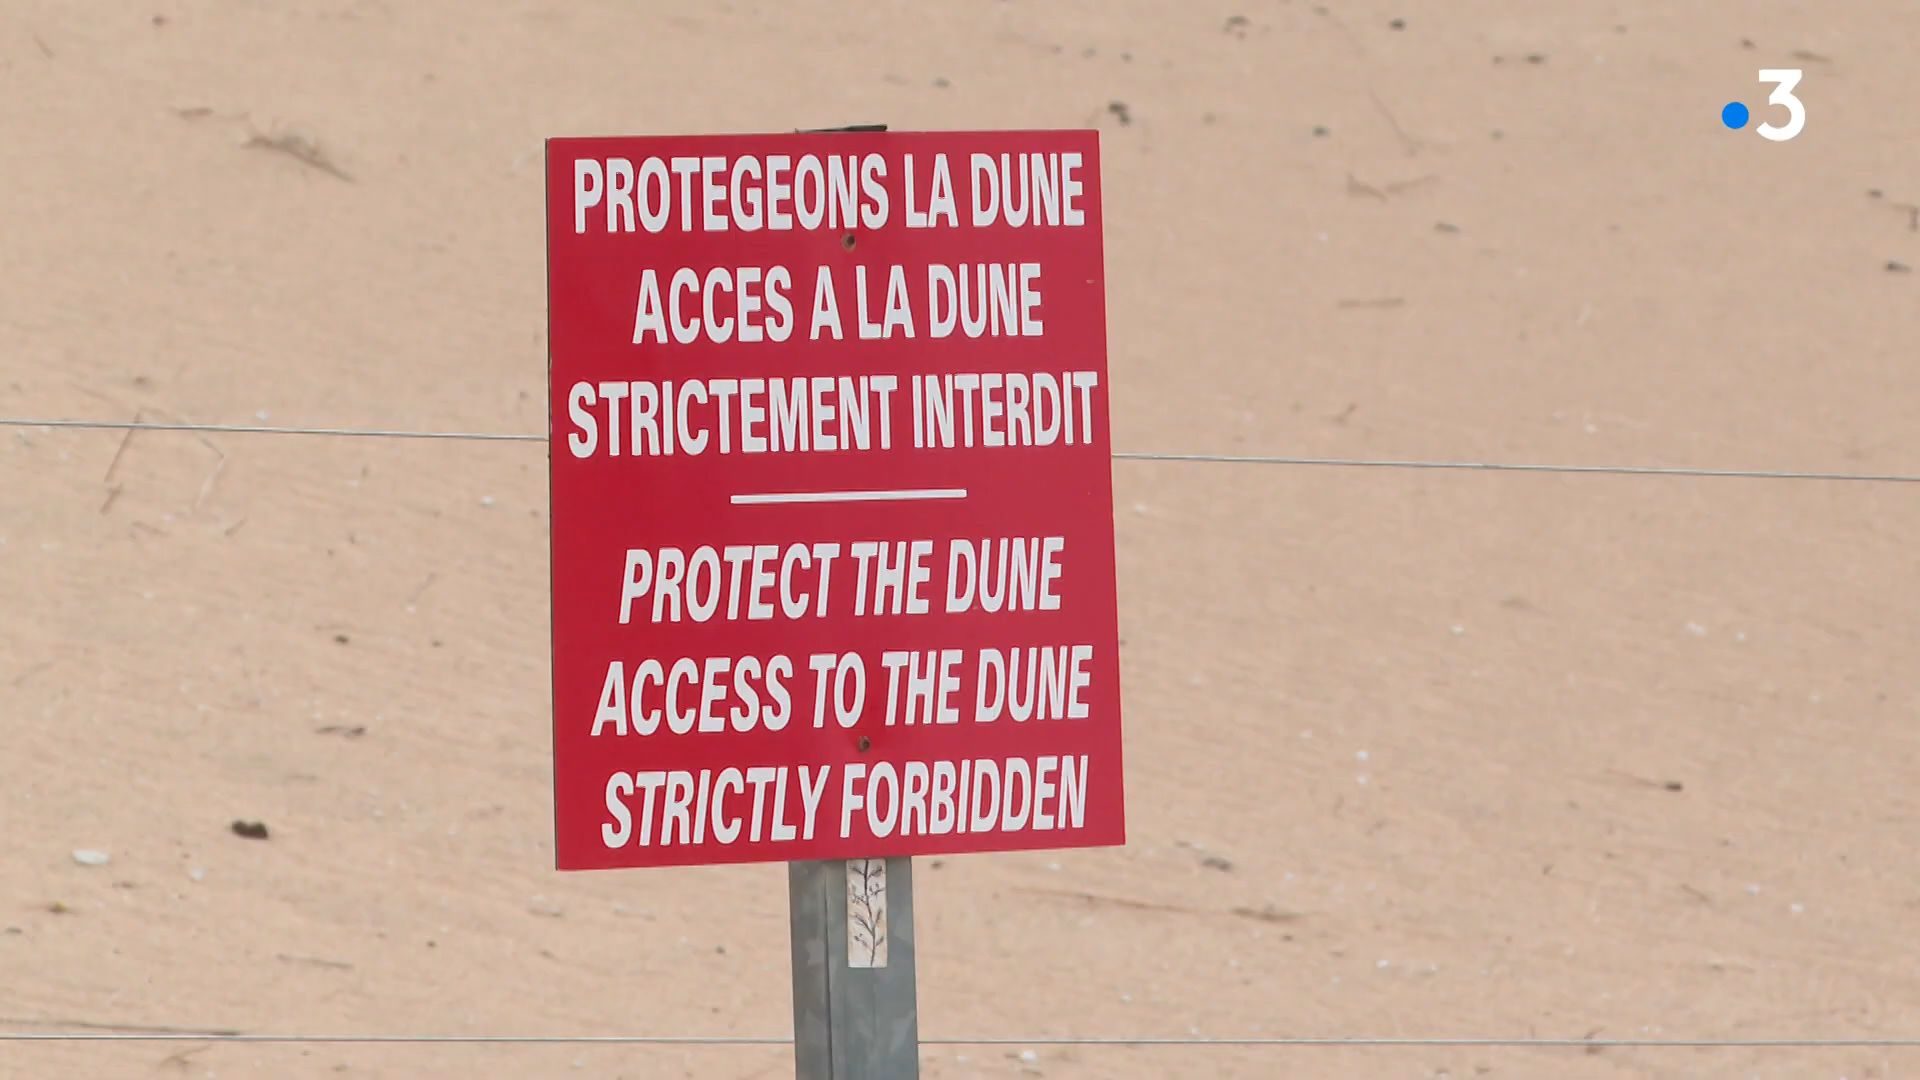 3
PROTEGEONS LA DUNE
ACCES A LA DUNE
STRICTEMENT INTERDIT
PROTECT THE DUNE
ACCESS TO THE DUNE
STRICTLY FORBIDDEN